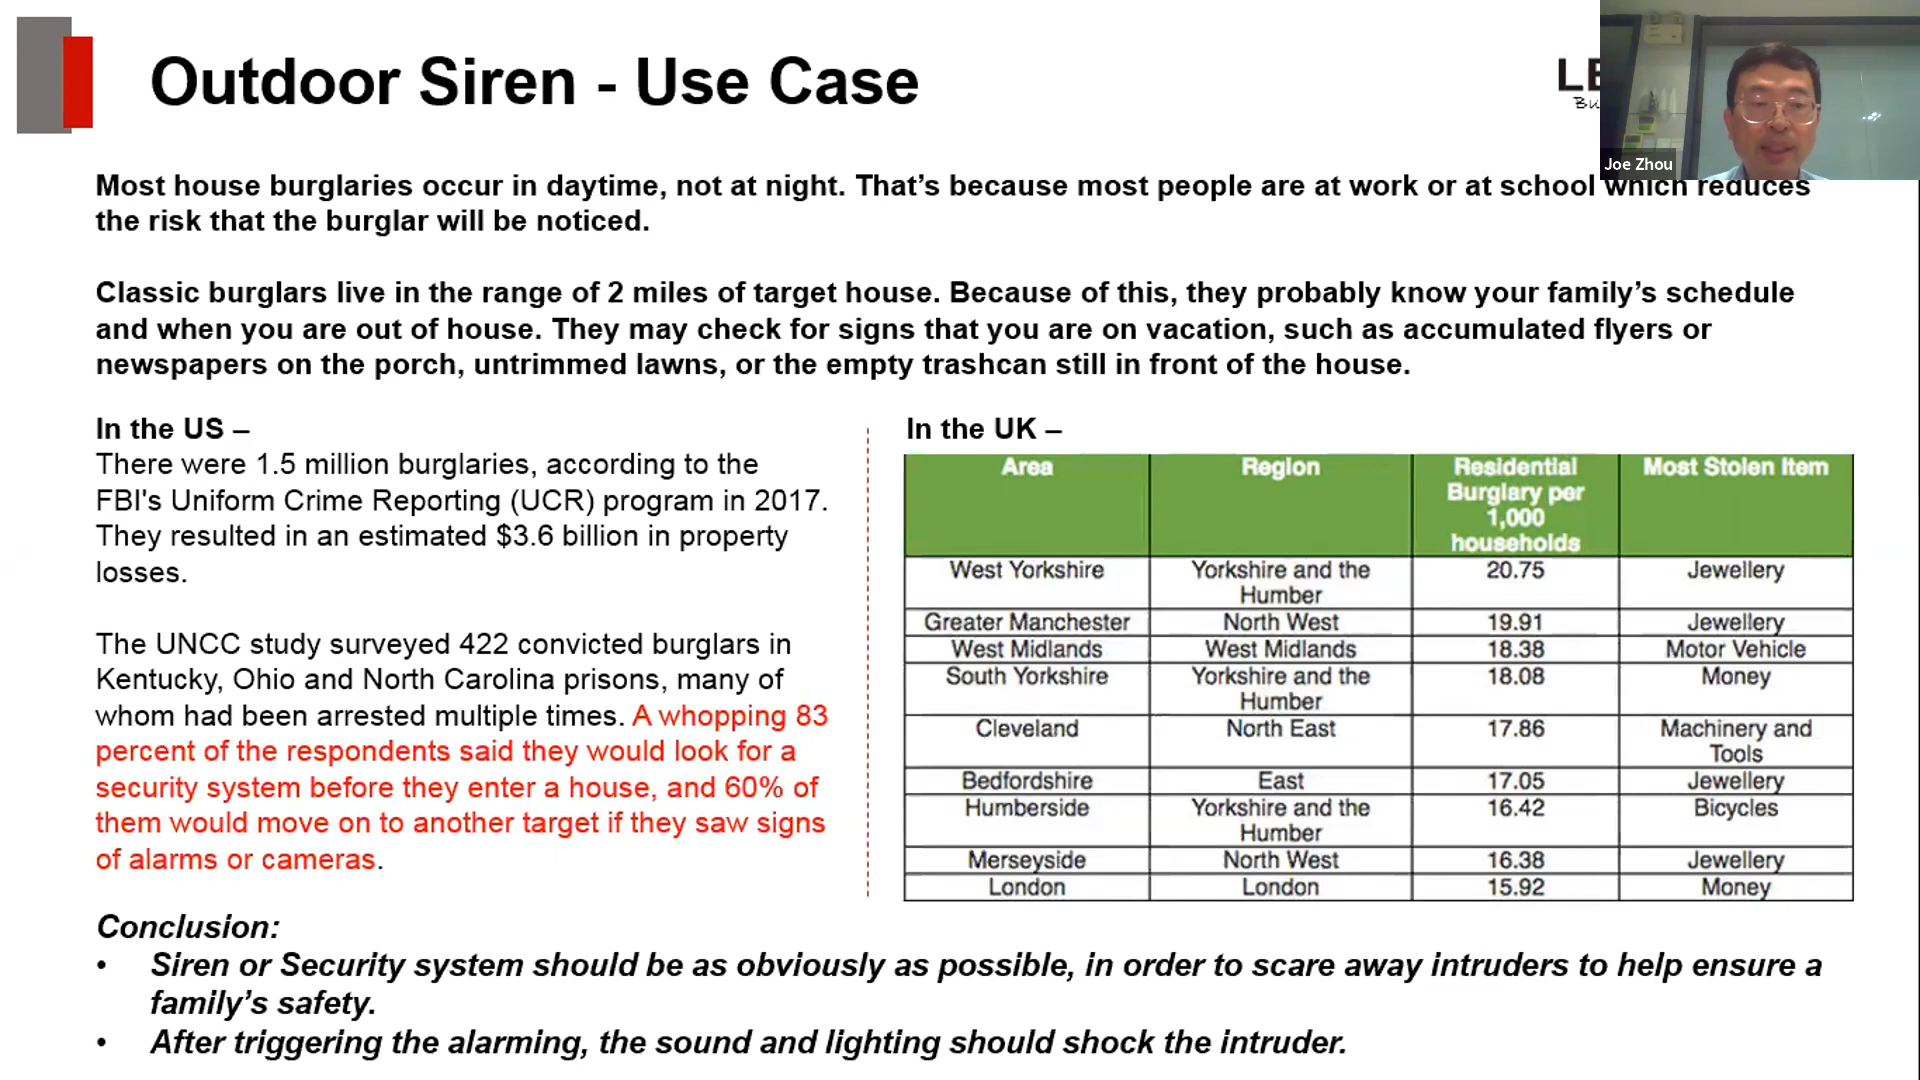 Outdoor Siren - Use Case
LE
Bu
Joe Zhou
Most house burglaries occur in daytime, not at night. That’s because most people are at work or at school which reduces
the risk that the burglar will be noticed.
Classic burglars live in the range of 2 miles of target house. Because of this, they probably know your family’s schedule
and when you are out of house. They may check for signs that you are on vacation, such as accumulated flyers or
newspapers on the porch, untrimmed lawns, or the empty trashcan still in front of the house.
In the US –
There were 1.5 million burglaries, according to the
FBI's Uniform Crime Reporting (UCR) program in 2017.
They resulted in an estimated $3.6 billion in property
losses.
The UNCC study surveyed 422 convicted burglars in
Kentucky, Ohio and North Carolina prisons, many of
whom had been arrested multiple times. A whopping 83
percent of the respondents said they would look for a
security system before they enter a house, and 60% of
them would move on to another target if they saw signs
of alarms or cameras.
In the UK –
Area Region Residential Burglary per 1,000 households Most Stolen Item
West Yorkshire Yorkshire and the Humber 20.75 Jewellery
Greater Manchester North West 19.91 Jewellery
West Midlands West Midlands 18.38 Motor Vehicle
South Yorkshire Yorkshire and the Humber 18.08 Money
Cleveland North East 17.86 Machinery and Tools
Bedfordshire East 17.05 Jewellery
Humberside Yorkshire and the Humber 16.42 Bicycles
Merseyside North West 16.38 Jewellery
London London 15.92 Money
Conclusion:
• Siren or Security system should be as obviously as possible, in order to scare away intruders to help ensure a
family’s safety.
• After triggering the alarming, the sound and lighting should shock the intruder.